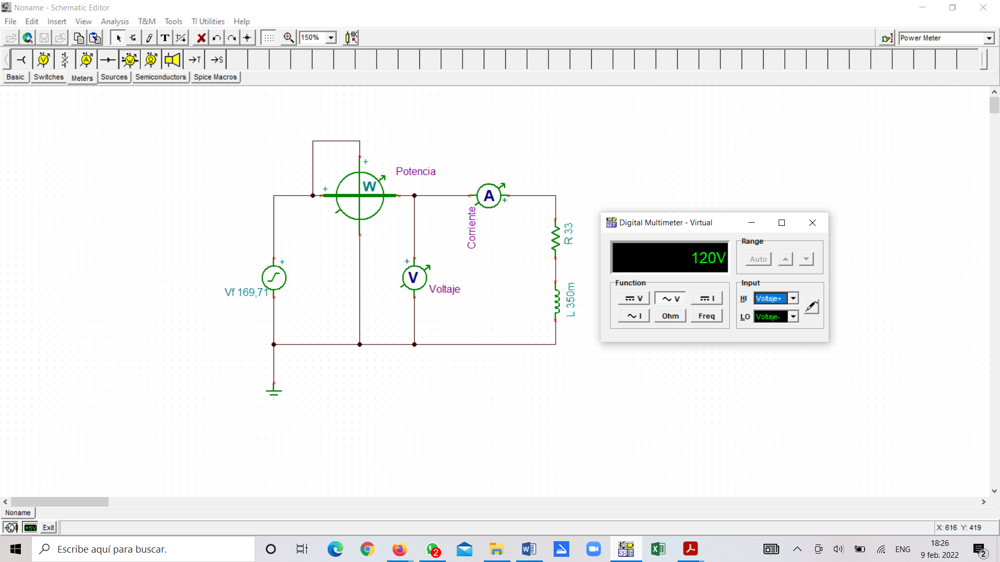 Noname - Schematic Editor
File Edit Insert View Analysis T&M Tools TI Utilities Help
T 150% 1K Power Meter
V A W Ω T S
Basic Switches Meters Sources Semiconductors Spice Macros
+
Potencia
W
+
A
+
Corriente
R 33
+
Vf 169,71
+
V
Voltaje
L 350m
Digital Multimeter - Virtual
120V
Range
Auto
Function
V V I
I Ohm Freq
Input
HI Voltaje+
LO Voltaje-
Noname
+5V Exit
X: 616 Y: 419
Escribe aquí para buscar.
2
ENG
18:26
9 feb. 2022
2